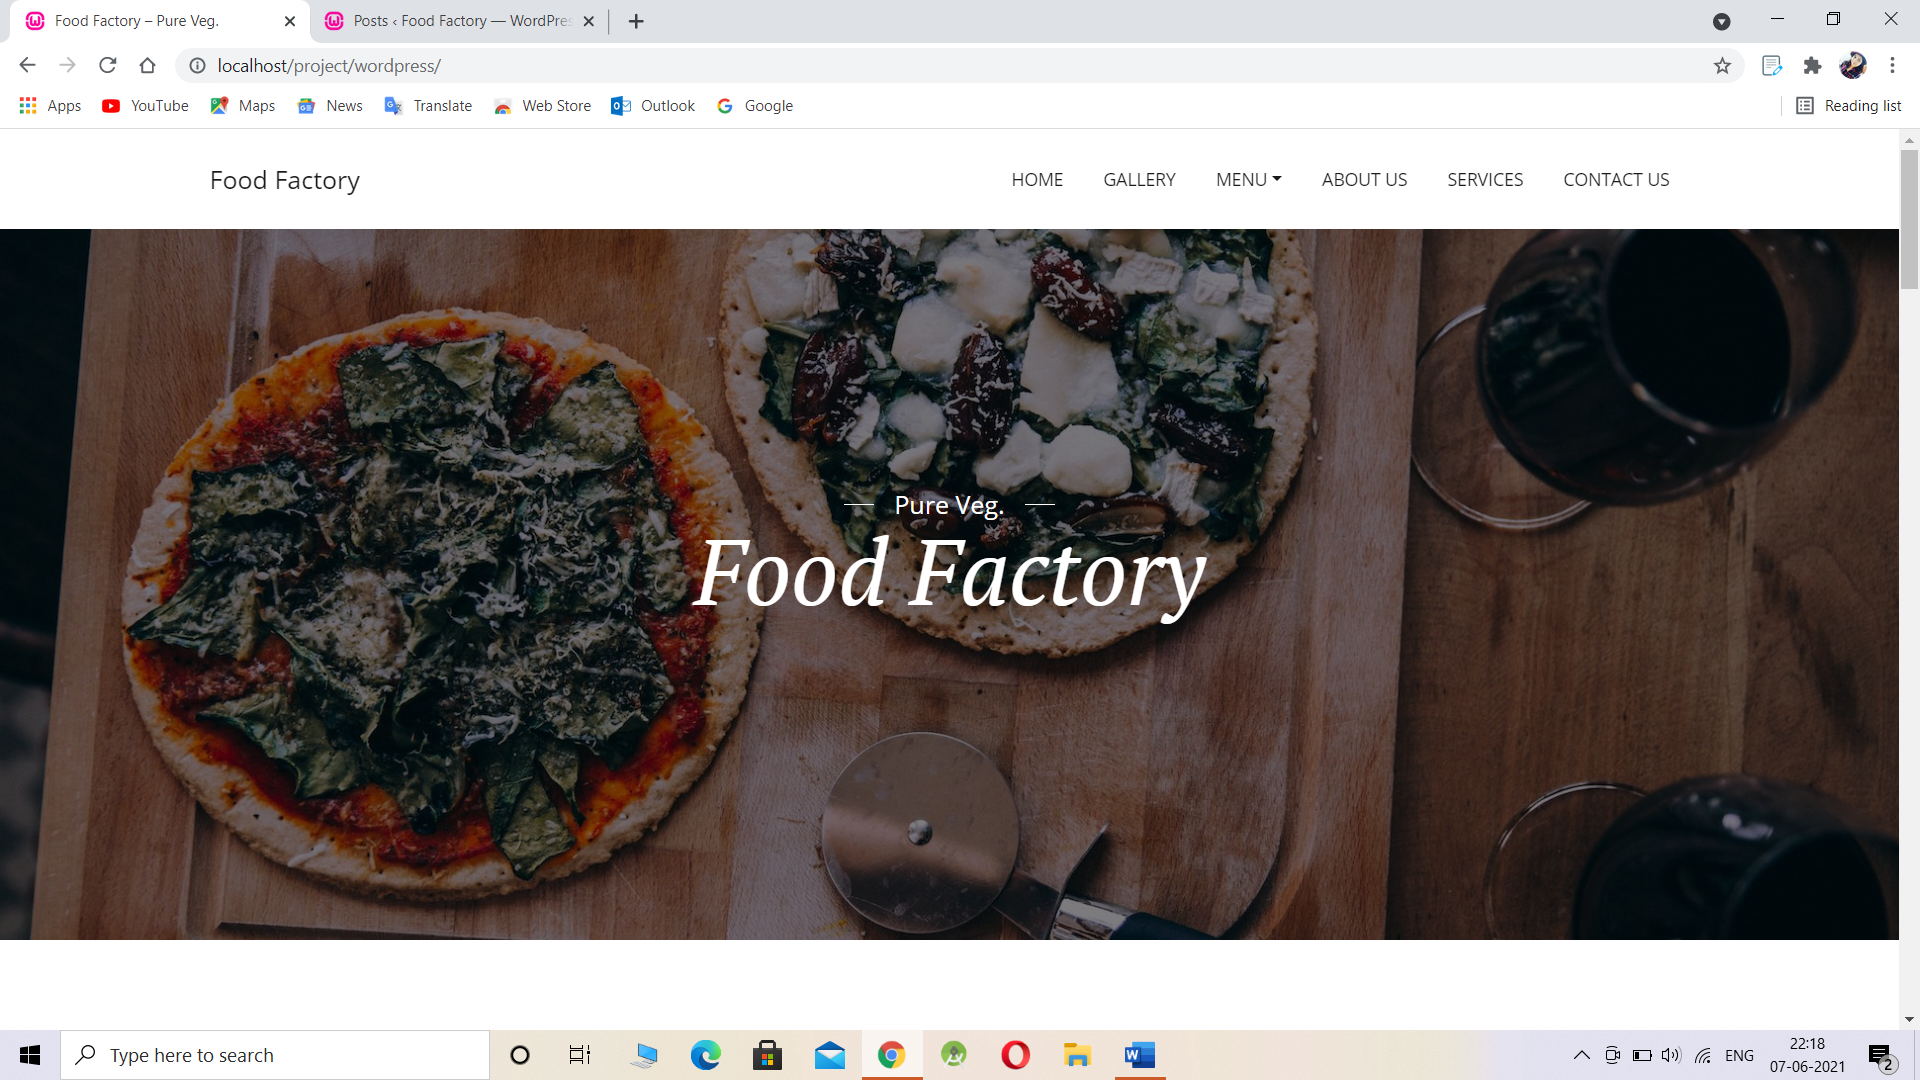 Food Factory – Pure Veg.
Posts ‹ Food Factory — WordPres
localhost/project/wordpress/
Apps YouTube Maps News Translate Web Store Outlook Google Reading list
Food Factory HOME GALLERY MENU ABOUT US SERVICES CONTACT US
Pure Veg.
Food Factory
Type here to search
ENG
22:18
07-06-2021
2